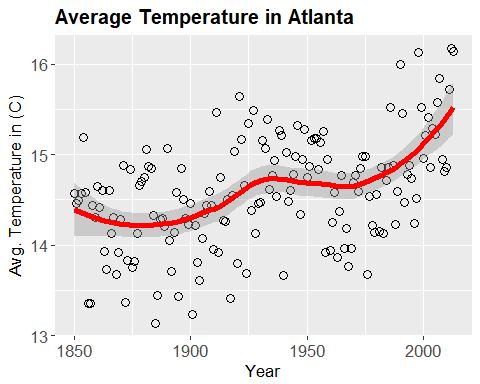 Average Temperature in Atlanta
Avg. Temperature in (C)
16
15
14
13
1850 1900 1950 2000
Year